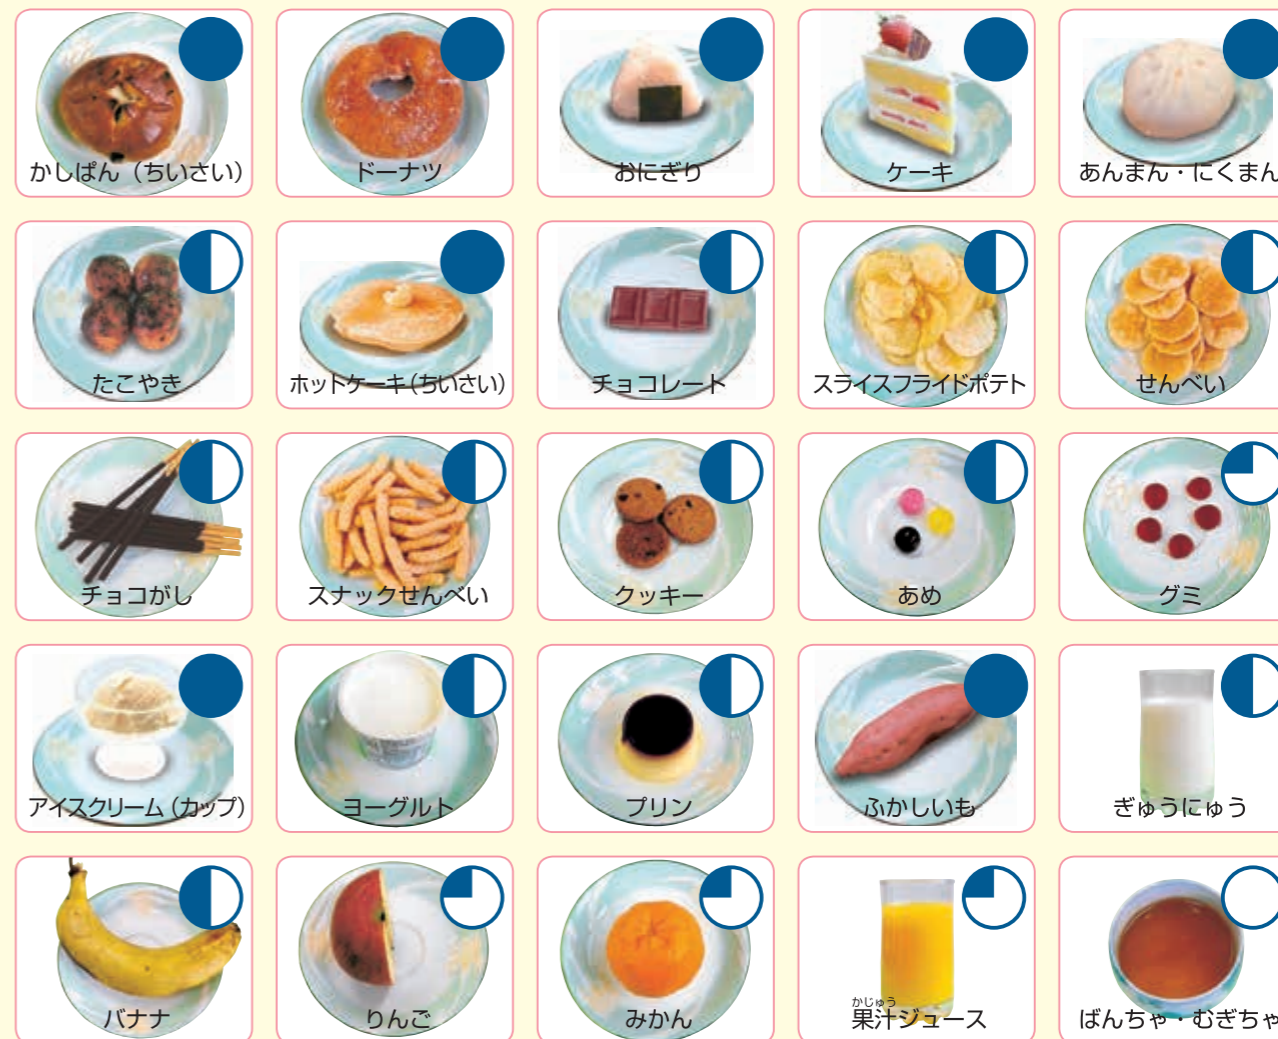 かしぱん（ちいさい）
ドーナツ
おにぎり
ケーキ
あんまん・にくまん
たこやき
ホットケーキ（ちいさい）
チョコレート
スライスフライドポテト
せんべい
チョコがし
スナックせんべい
クッキー
あめ
グミ
アイスクリーム（カップ）
ヨーグルト
プリン
ふかしいも
ぎゅうにゅう
バナナ
りんご
みかん
かじゅう
果汁ジュース
ばんちゃ・むぎちゃ